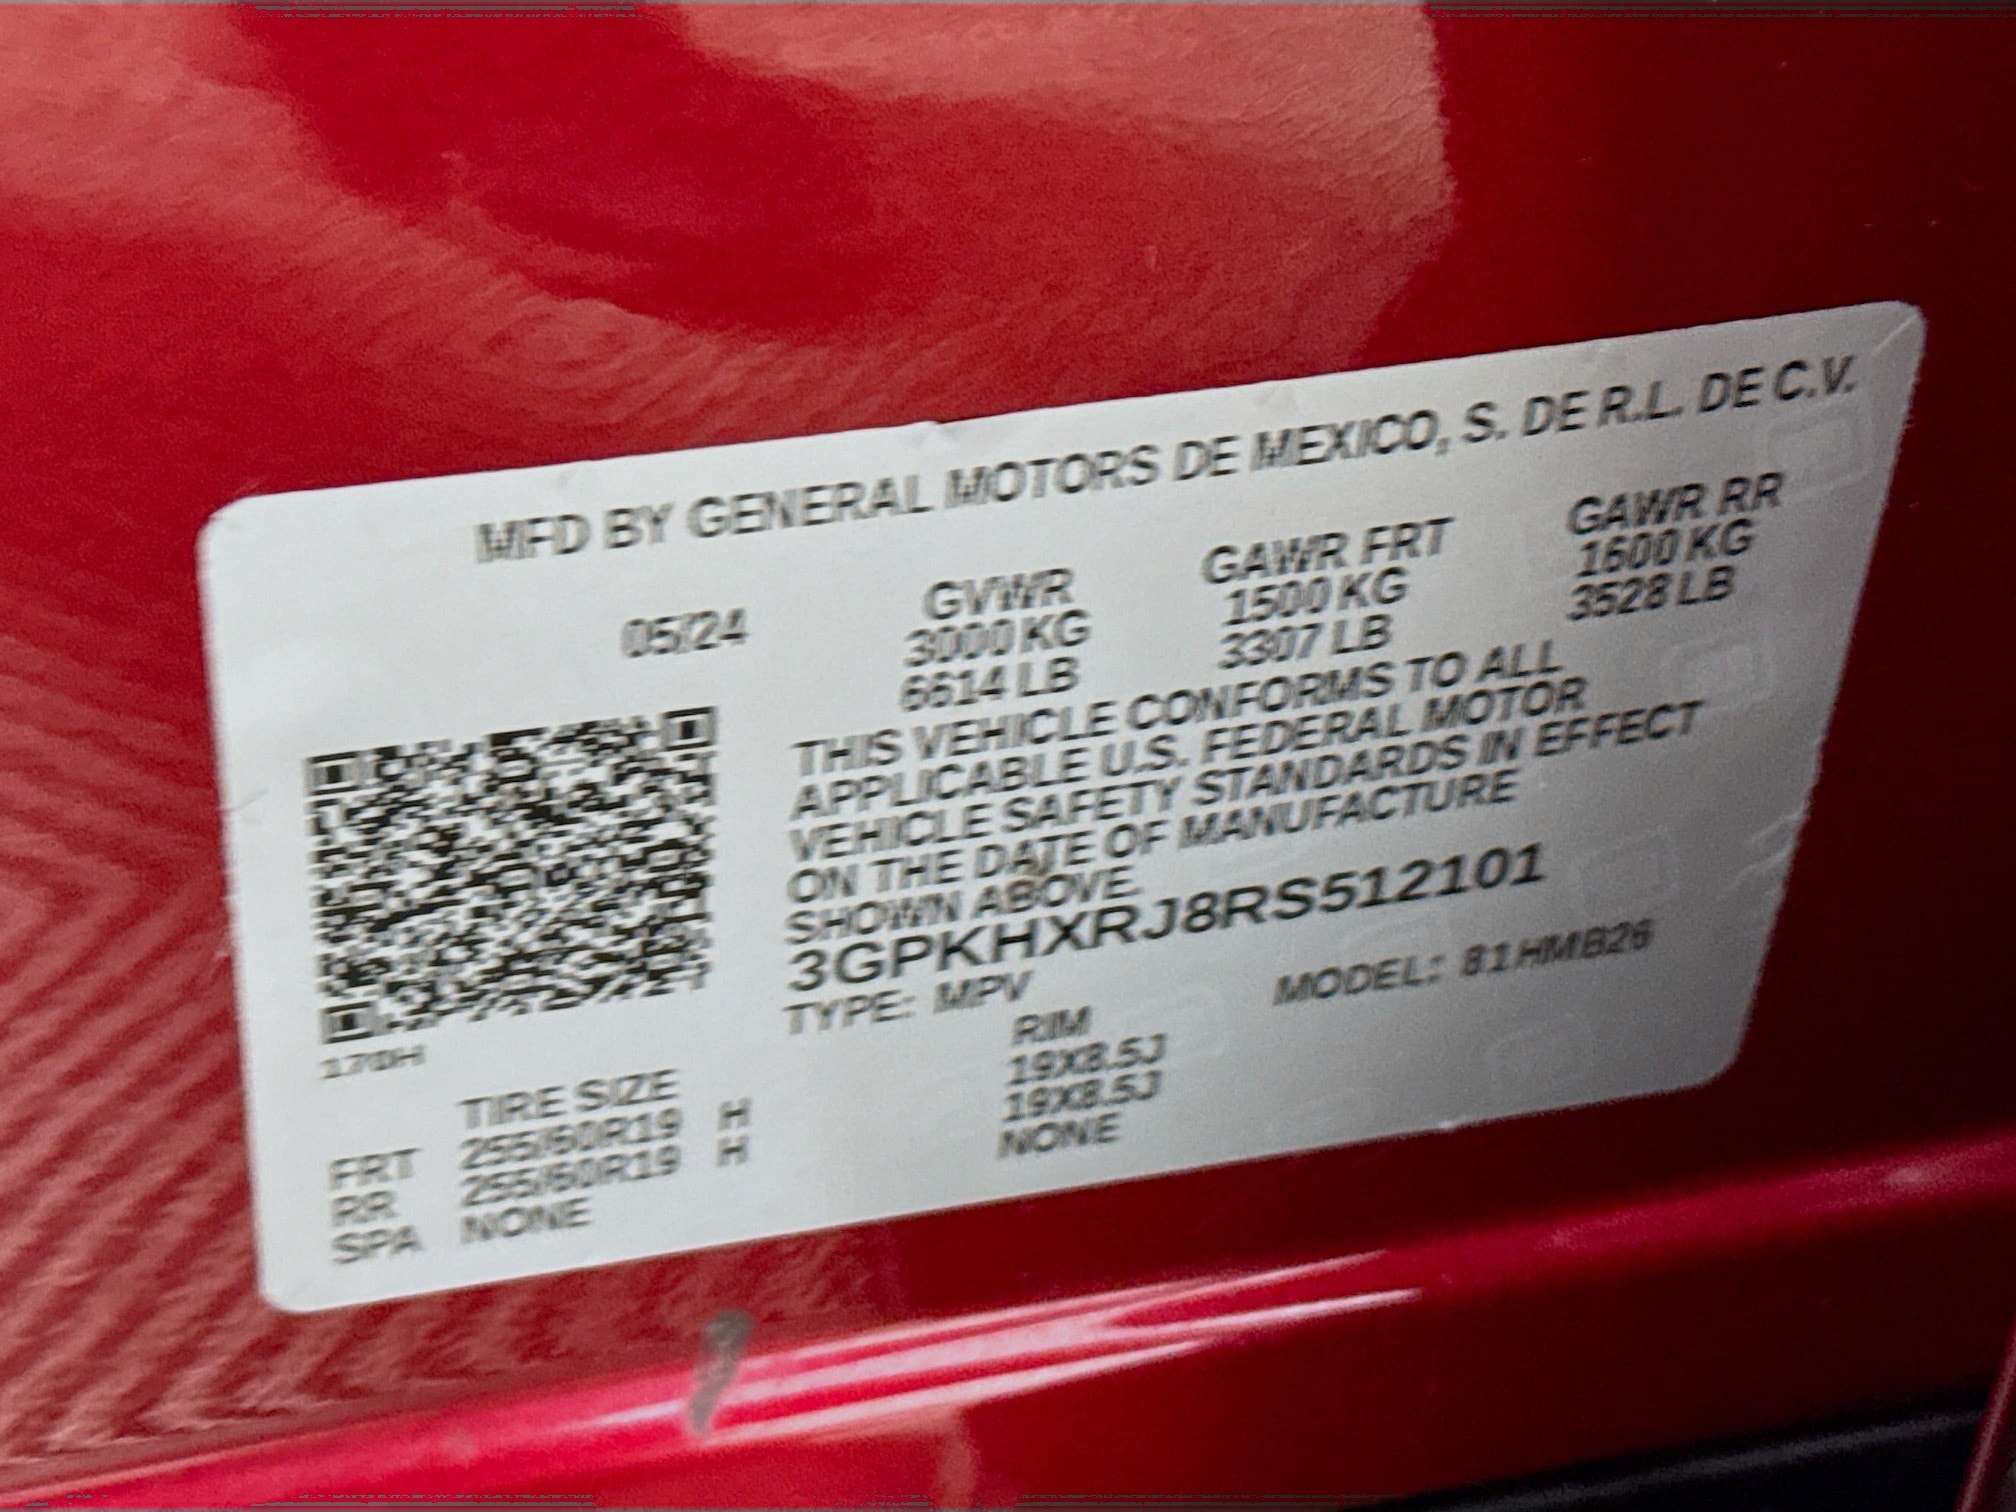 MFD BY GENERAL MOTORS DE MEXICO, S. DE R.L. DE C.V.
05/24 GVWR GAWR FRT GAWR RR
3000 KG 1500 KG 1600 KG
6614 LB 3307 LB 3528 LB
THIS VEHICLE CONFORMS TO ALL
APPLICABLE U.S. FEDERAL MOTOR
VEHICLE SAFETY STANDARDS IN EFFECT
ON THE DATE OF MANUFACTURE
SHOWN ABOVE.
3GPKHXRJ8RS512101
TYPE: MPV MODEL: 81HMB26
TIRE SIZE RIM
FRT 255/60R19 H 19X8.5J
RR 255/60R19 H 19X8.5J
SPA NONE NONE